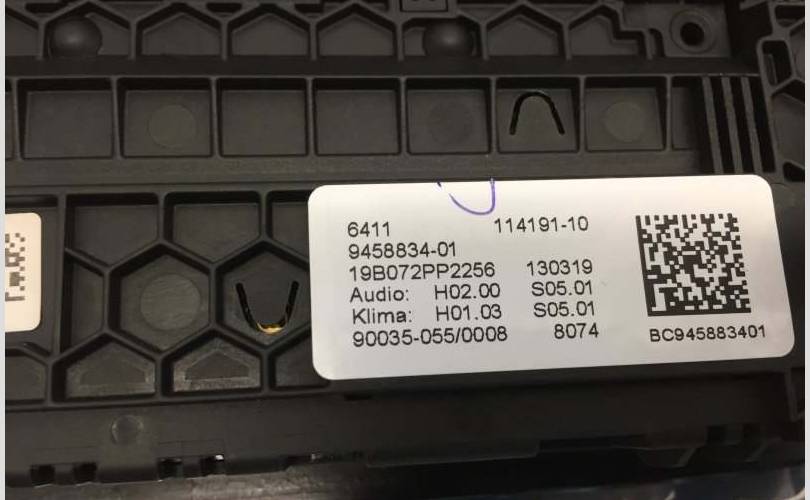 6411 114191-10
9458834-01
19B072PP2256 130319
Audio: H02.00 S05.01
Klima: H01.03 S05.01
90035-055/0008 8074
BC945883401